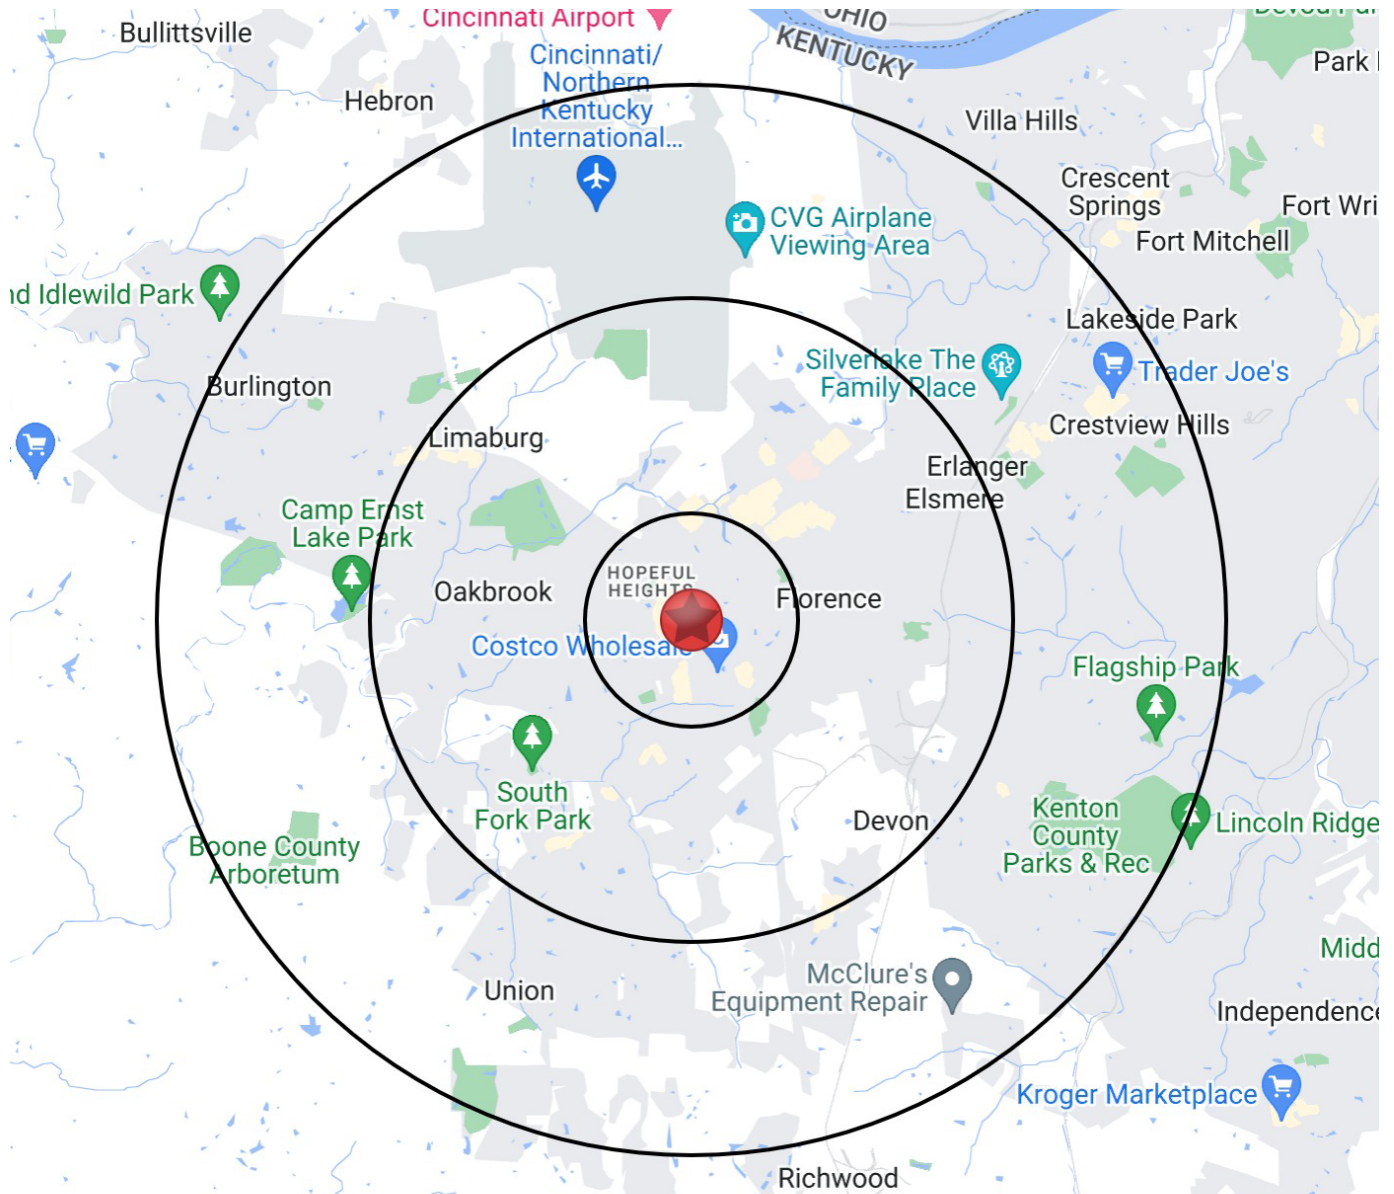 Cincinnati Airport
OHIO
KENTUCKY
Bullittsville
Park
Cincinnati/
Northern
Kentucky
International...
Hebron
Villa Hills
Crescent
Springs
Fort Wri
Fort Mitchell
CVG Airplane
Viewing Area
nd Idlewild Park
Lakeside Park
Silverlake The
Family Place
Trader Joe's
Burlington
Crestview Hills
Limaburg
Erlanger
Elsmere
Camp Ernst
Lake Park
HOPEFUL
HEIGHTS
Oakbrook
Florence
Costco Wholesale
Flagship Park
South
Fork Park
Devon
Kenton
County
Parks & Rec
Lincoln Ridge
Boone County
Arboretum
Midd
McClure's
Equipment Repair
Union
Independence
Kroger Marketplace
Richwood